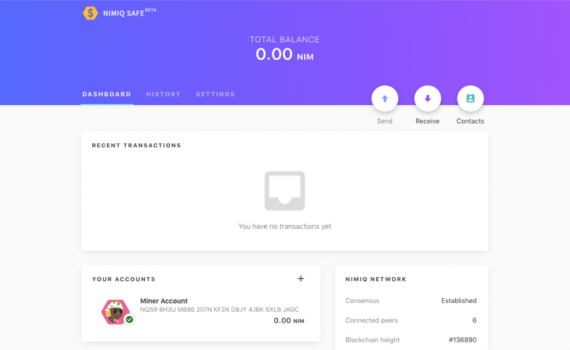 NIMIQ SAFE BETA
TOTAL BALANCE
0.00 NIM
DASHBOARD HISTORY SETTINGS
Send Receive Contacts
RECENT TRANSACTIONS
You have no transactions yet
YOUR ACCOUNTS +
Miner Account
NQ59 8H3U M886 207N KF2N D8JY 4JBK SXLB JAGC
0.00 NIM
NIMIQ NETWORK
Consensus Established
Connected peers 6
Blockchain height #136890